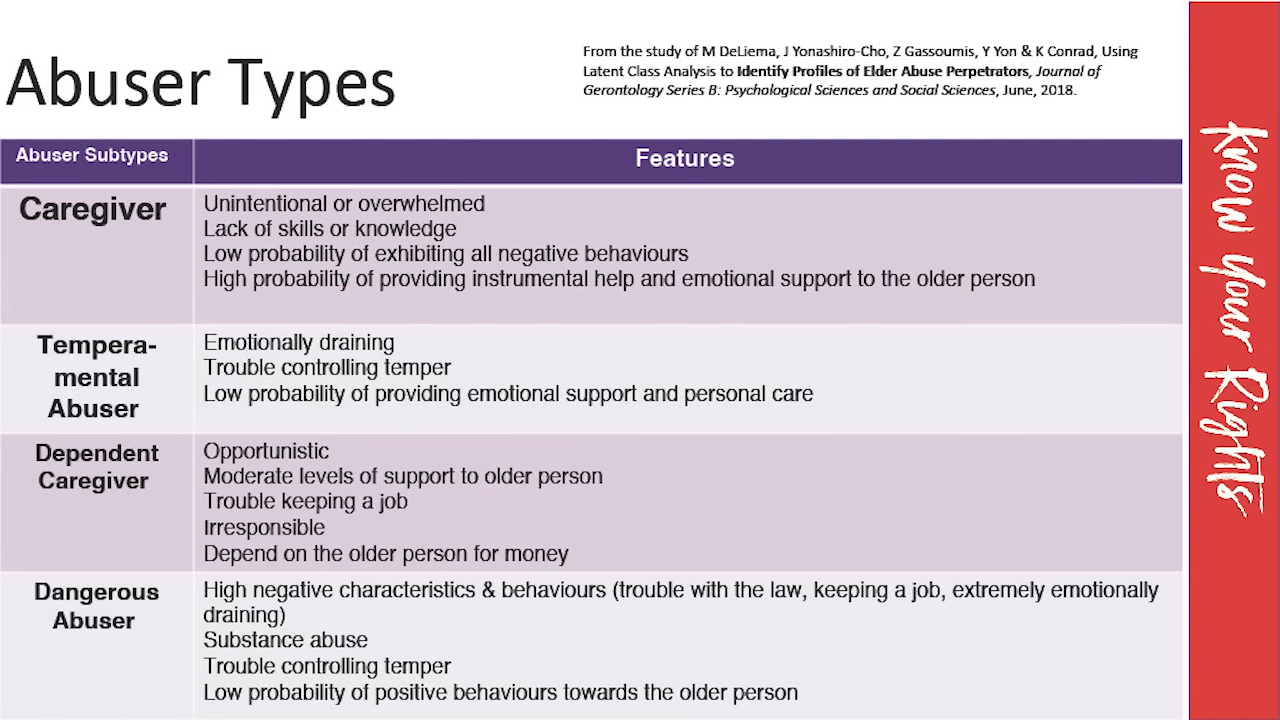 Abuser Types
From the study of M DeLiema, J Yonashiro-Cho, Z Gassoumis, Y Yon & K Conrad, Using
Latent Class Analysis to Identify Profiles of Elder Abuse Perpetrators, Journal of
Gerontology Series B: Psychological Sciences and Social Sciences, June, 2018.
Abuser Subtypes
Features
Caregiver
Unintentional or overwhelmed
Lack of skills or knowledge
Low probability of exhibiting all negative behaviours
High probability of providing instrumental help and emotional support to the older person
Tempera-
mental
Abuser
Emotionally draining
Trouble controlling temper
Low probability of providing emotional support and personal care
Dependent
Caregiver
Opportunistic
Moderate levels of support to older person
Trouble keeping a job
Irresponsible
Depend on the older person for money
Dangerous
Abuser
High negative characteristics & behaviours (trouble with the law, keeping a job, extremely emotionally
draining)
Substance abuse
Trouble controlling temper
Low probability of positive behaviours towards the older person
Know Your Rights